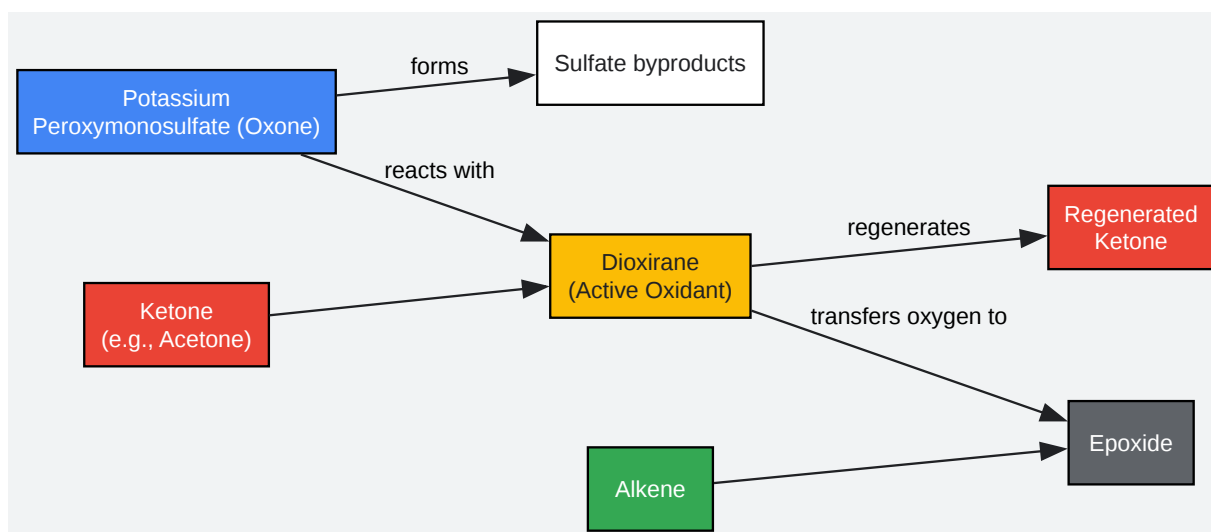 forms
Sulfate byproducts
Potassium
Peroxymonosulfate (Oxone)
reacts with
Regenerated
Ketone
regenerates
Dioxirane
(Active Oxidant)
Ketone
(e.g., Acetone)
transfers oxygen to
Epoxide
Alkene